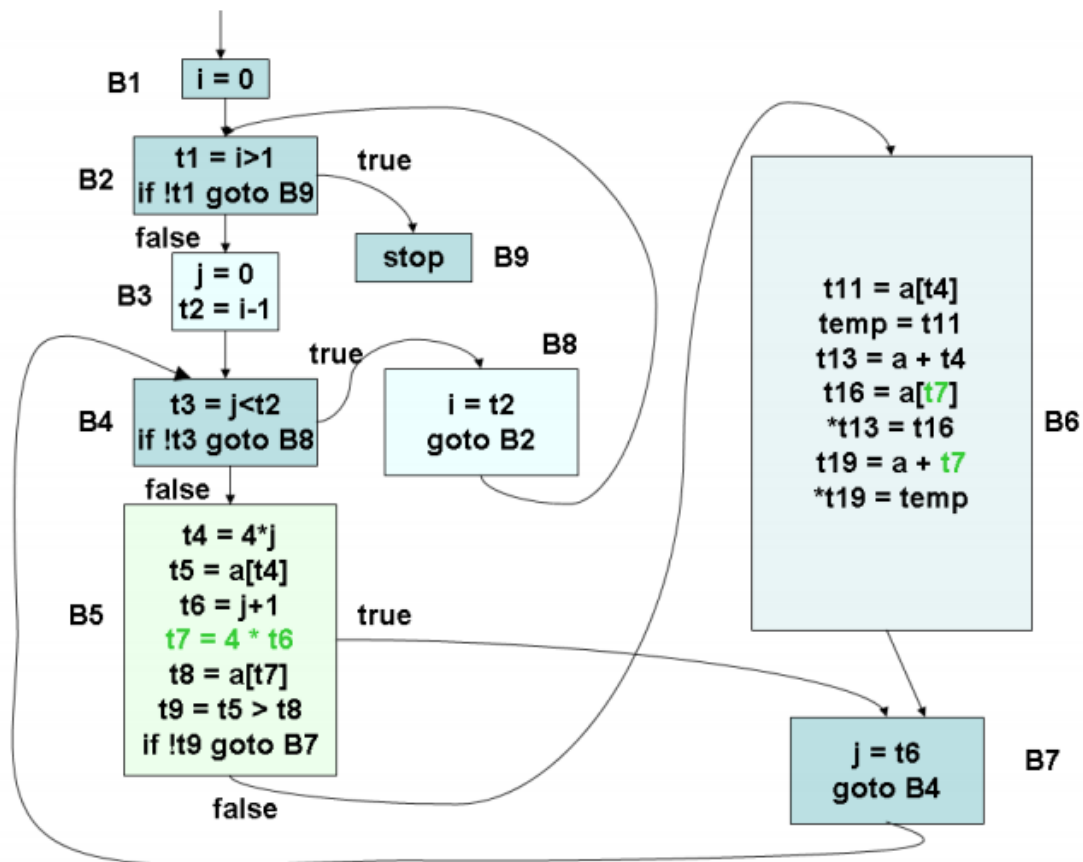 B1
i = 0
B2
t1 = i>1
if !t1 goto B9
true
false
stop
B9
B3
j = 0
t2 = i-1
true
B8
B4
t3 = j<t2
if !t3 goto B8
i = t2
goto B2
false
B5
t4 = 4*j
t5 = a[t4]
t6 = j+1
t7 = 4 * t6
t8 = a[t7]
t9 = t5 > t8
if !t9 goto B7
true
false
t11 = a[t4]
temp = t11
t13 = a + t4
t16 = a[t7]
*t13 = t16
t19 = a + t7
*t19 = temp
B6
j = t6
goto B4
B7